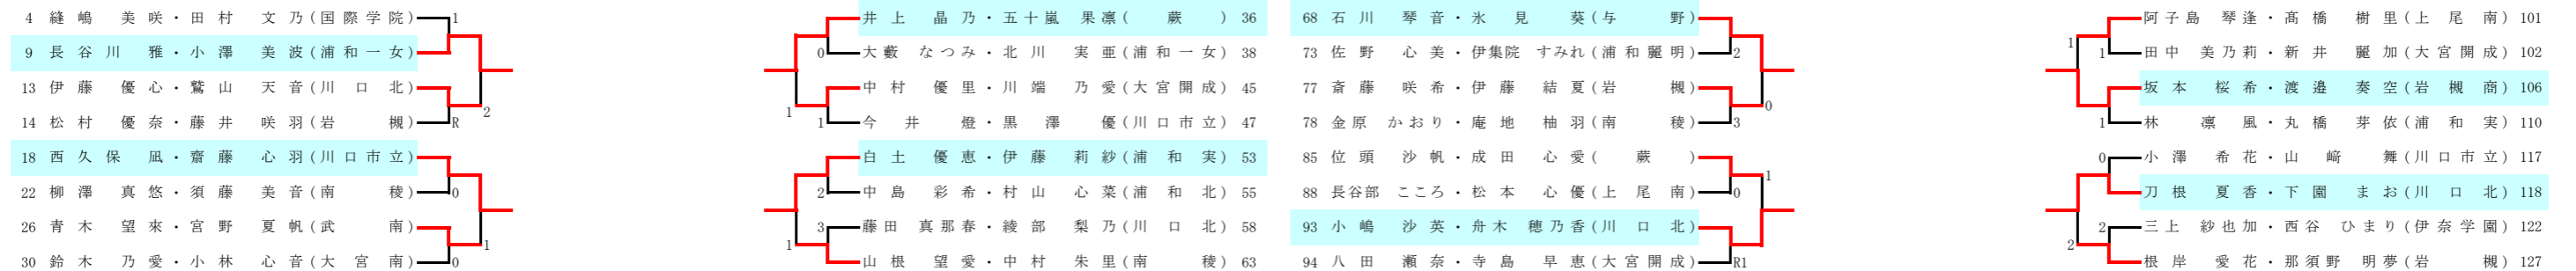 4 縫嶋 美咲・田村 文乃(国際学院) 1
9 長谷川 雅・小澤 美波(浦和一女)
2
13 伊藤 優心・鷲山 天音(川口北)
14 松村 優奈・藤井 咲羽(岩槻) R
18 西久保 凪・齋藤 心羽(川口市立)
22 柳澤 真悠・須藤 美音(南稜) 0
1
26 青木 望來・宮野 夏帆(武南)
30 鈴木 乃愛・小林 心音(大宮南) 0
井上 晶乃・五十嵐 果凛(蕨) 36
0 大藪 なつみ・北川 実亜(浦和一女) 38
1
中村 優里・川端 乃愛(大宮開成) 45
1 今井 燈・黒澤 優(川口市立) 47
白土 優恵・伊藤 莉紗(浦和実) 53
2 中島 彩希・村山 心菜(浦和北) 55
3 藤田 真那春・綾部 梨乃(川口北) 58
1
山根 望愛・中村 朱里(南稜) 63
68 石川 琴音・氷見 葵(与野)
73 佐野 心美・伊集院 すみれ(浦和麗明) 2
0
77 斎藤 咲希・伊藤 結夏(岩槻)
78 金原 かおり・庵地 柚羽(南稜) 3
85 位頭 沙帆・成田 心愛(蕨)
1
88 長谷部 こころ・松本 心優(上尾南) 0
93 小嶋 沙英・舟木 穂乃香(川口北)
94 八田 瀬奈・寺島 早恵(大宮開成) R1
阿子島 琴逢・髙橋 樹里(上尾南) 101
1
1 田中 美乃莉・新井 麗加(大宮開成) 102
坂本 桜希・渡邉 奏空(岩槻商) 106
1 林 凛風・丸橋 芽依(浦和実) 110
0 小澤 希花・山﨑 舞(川口市立) 117
刀根 夏香・下園 まお(川口北) 118
2 三上 紗也加・西谷 ひまり(伊奈学園) 122
2
根岸 愛花・那須野 明夢(岩槻) 127